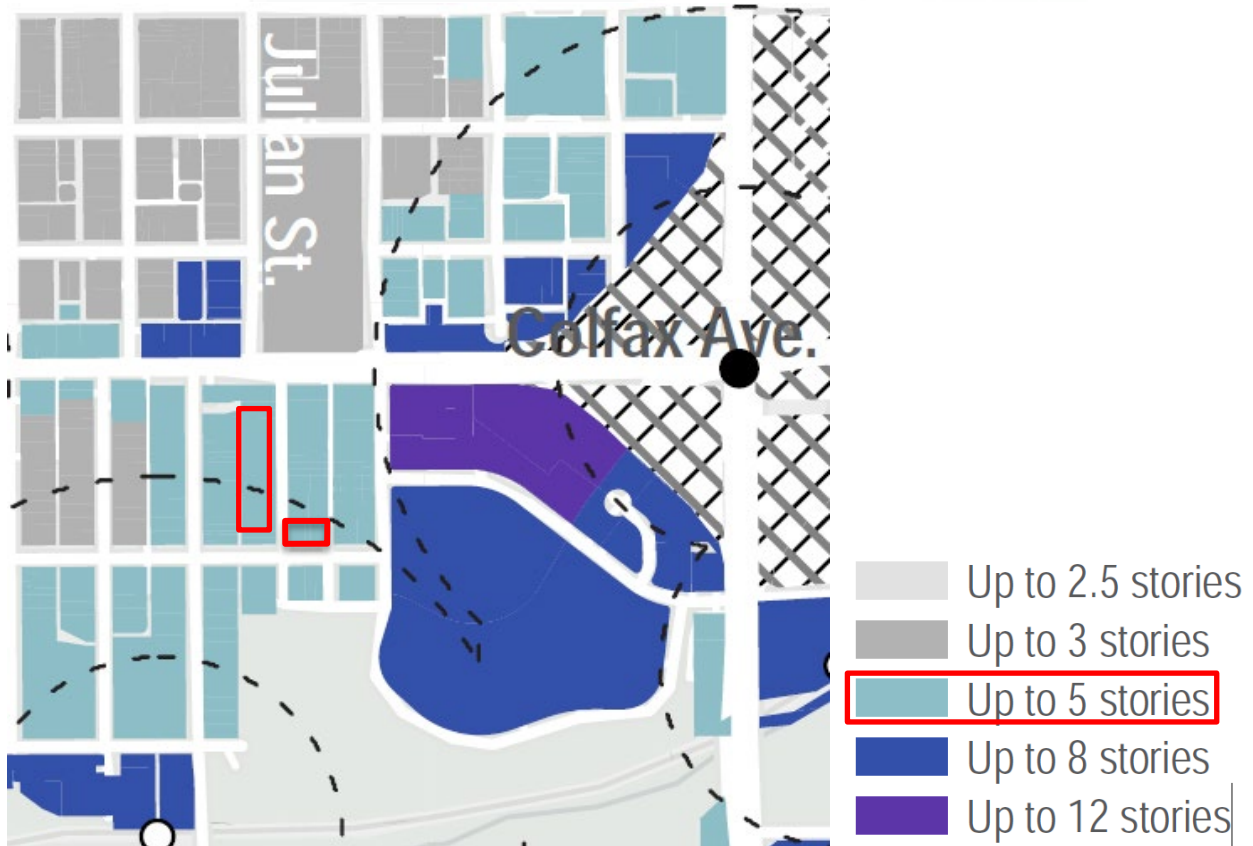 Julian St.
Colfax Ave.
Up to 2.5 stories
Up to 3 stories
Up to 5 stories
Up to 8 stories
Up to 12 stories